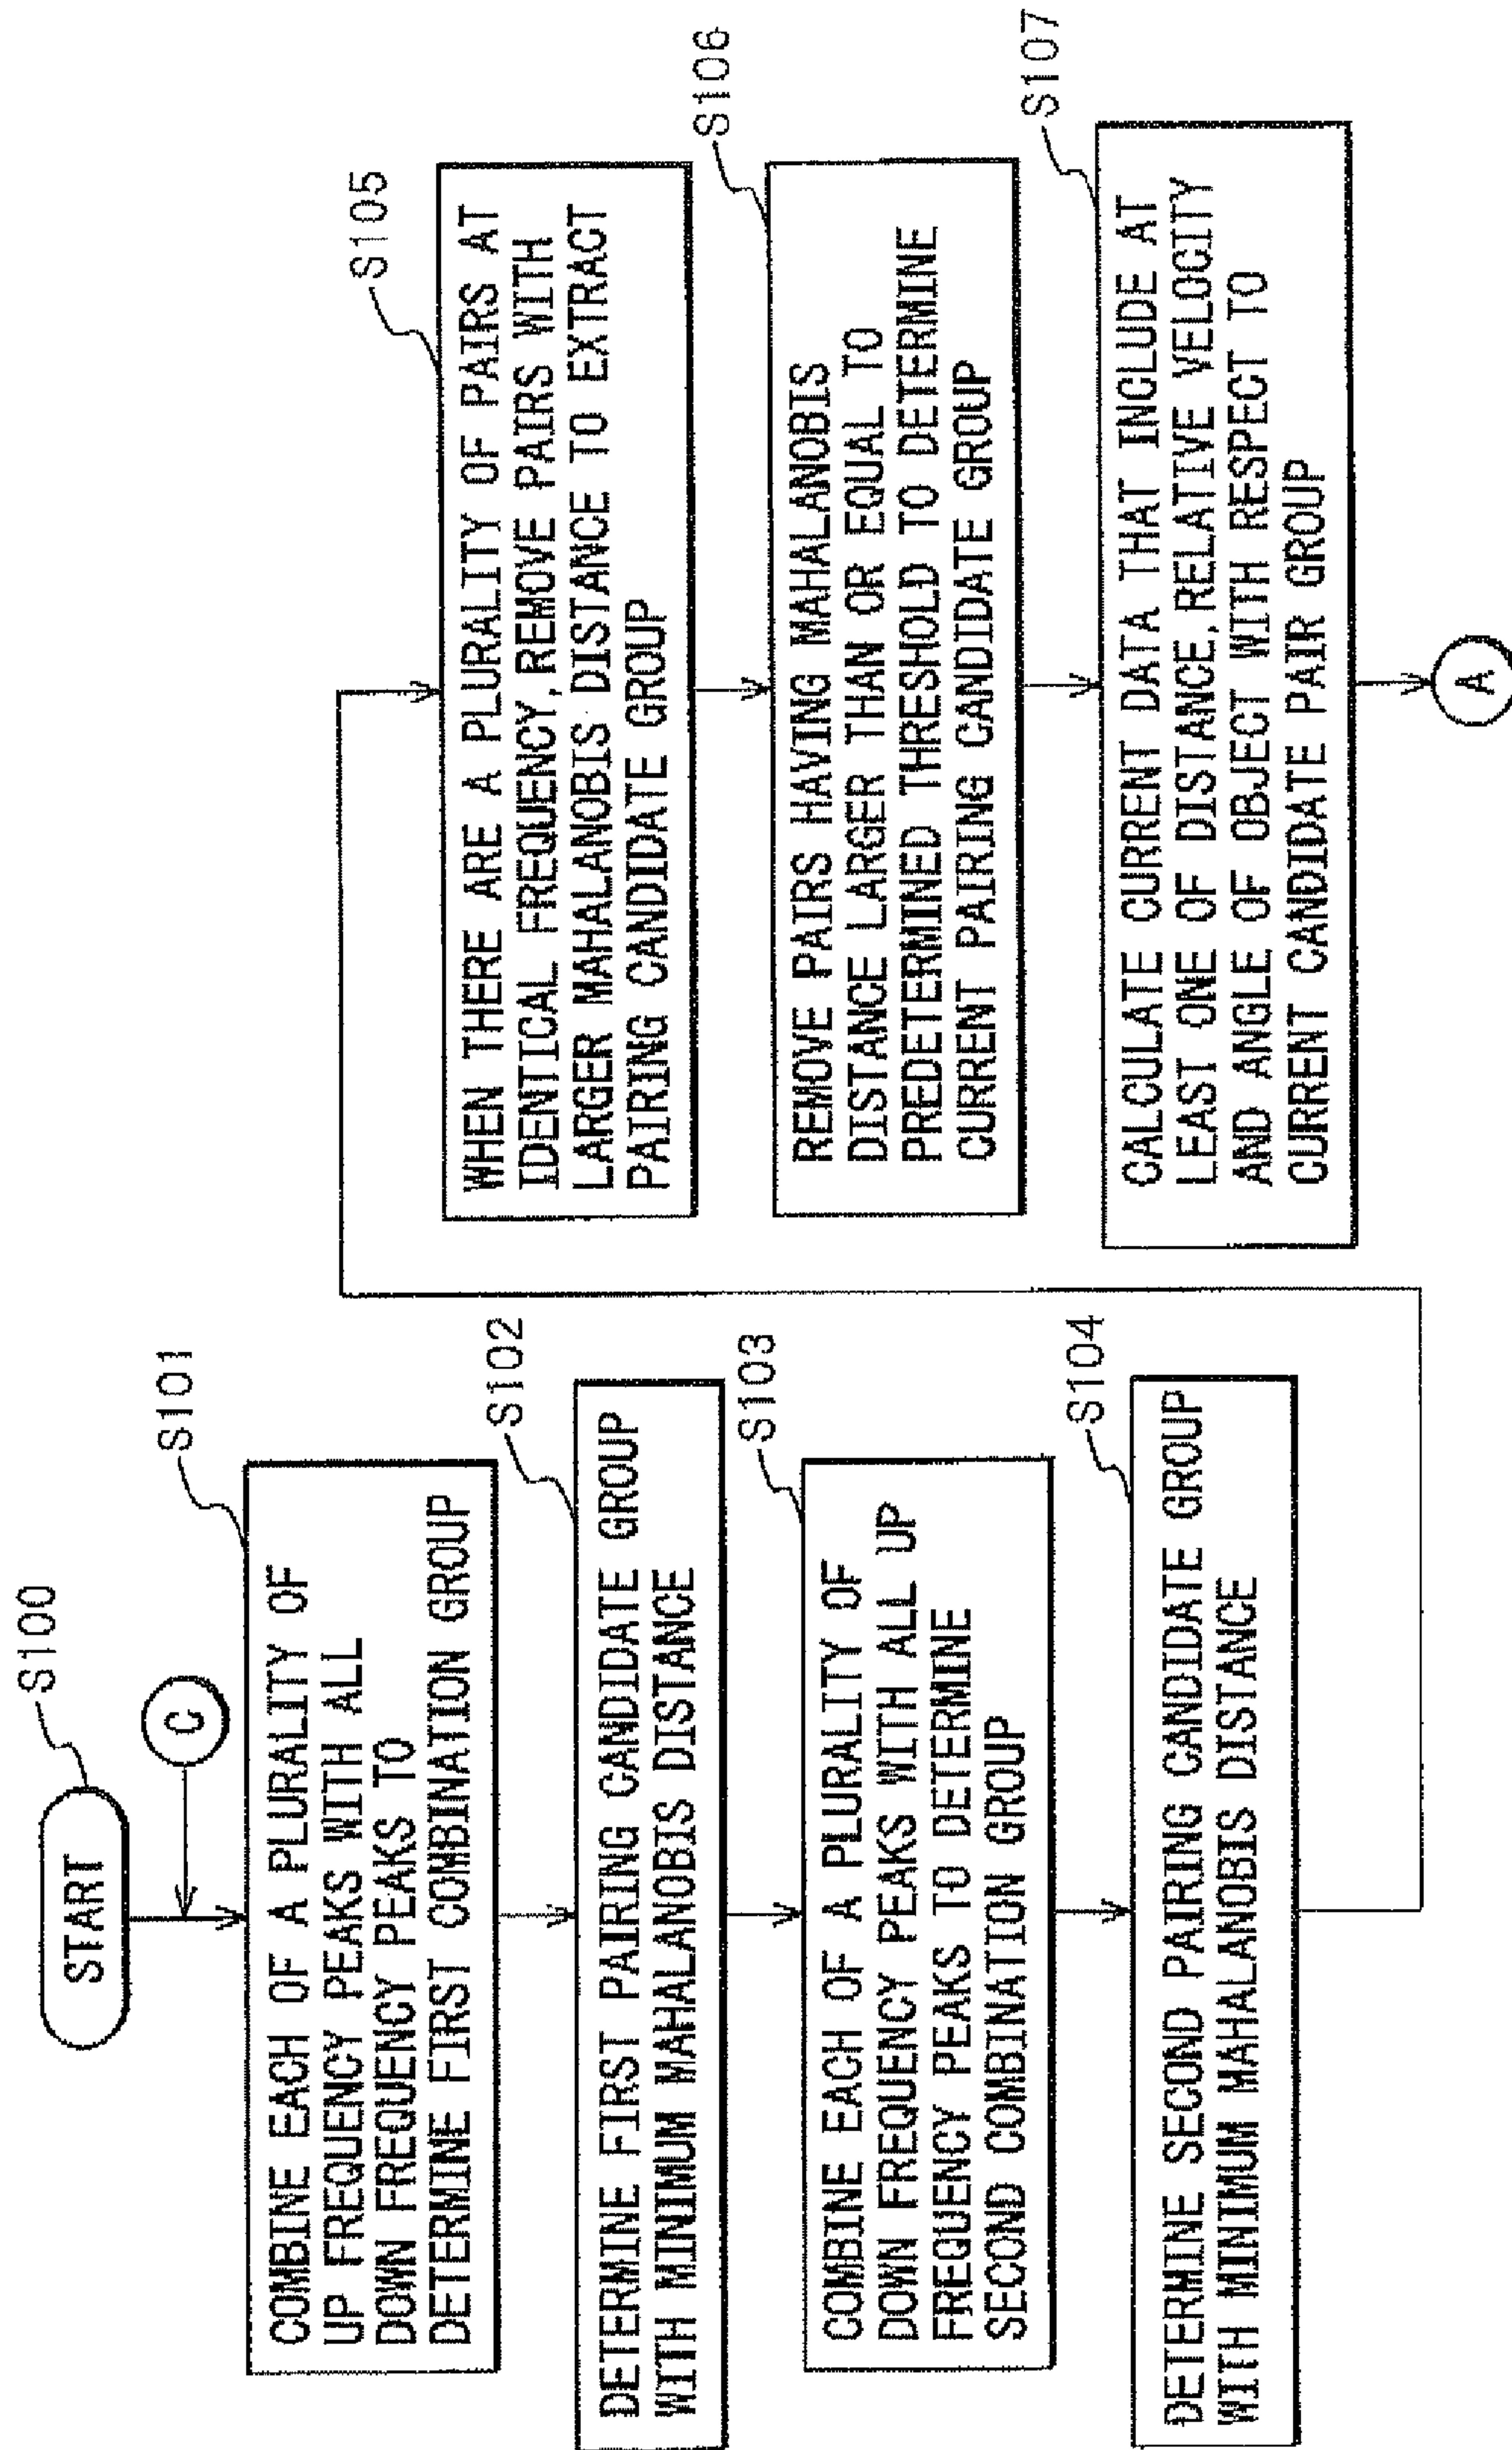 START
S100
C
S101
COMBINE EACH OF A PLURALITY OF
UP FREQUENCY PEAKS WITH ALL
DOWN FREQUENCY PEAKS TO
DETERMINE FIRST COMBINATION GROUP
S102
DETERMINE FIRST PAIRING CANDIDATE GROUP
WITH MINIMUM MAHALANOBIS DISTANCE
S103
COMBINE EACH OF A PLURALITY OF
DOWN FREQUENCY PEAKS WITH ALL UP
FREQUENCY PEAKS TO DETERMINE
SECOND COMBINATION GROUP
S104
DETERMINE SECOND PAIRING CANDIDATE GROUP
WITH MINIMUM MAHALANOBIS DISTANCE
S105
WHEN THERE ARE A PLURALITY OF PAIRS AT
IDENTICAL FREQUENCY, REMOVE PAIRS WITH
LARGER MAHALANOBIS DISTANCE TO EXTRACT
PAIRING CANDIDATE GROUP
S106
REMOVE PAIRS HAVING MAHALANOBIS
DISTANCE LARGER THAN OR EQUAL TO
PREDETERMINED THRESHOLD TO DETERMINE
CURRENT PAIRING CANDIDATE GROUP
S107
CALCULATE CURRENT DATA THAT INCLUDE AT
LEAST ONE OF DISTANCE, RELATIVE VELOGITY
AND ANGLE OF OBJECT WITH RESPECT TO
CURRENT CANDIDATE PAIR GROUP
A